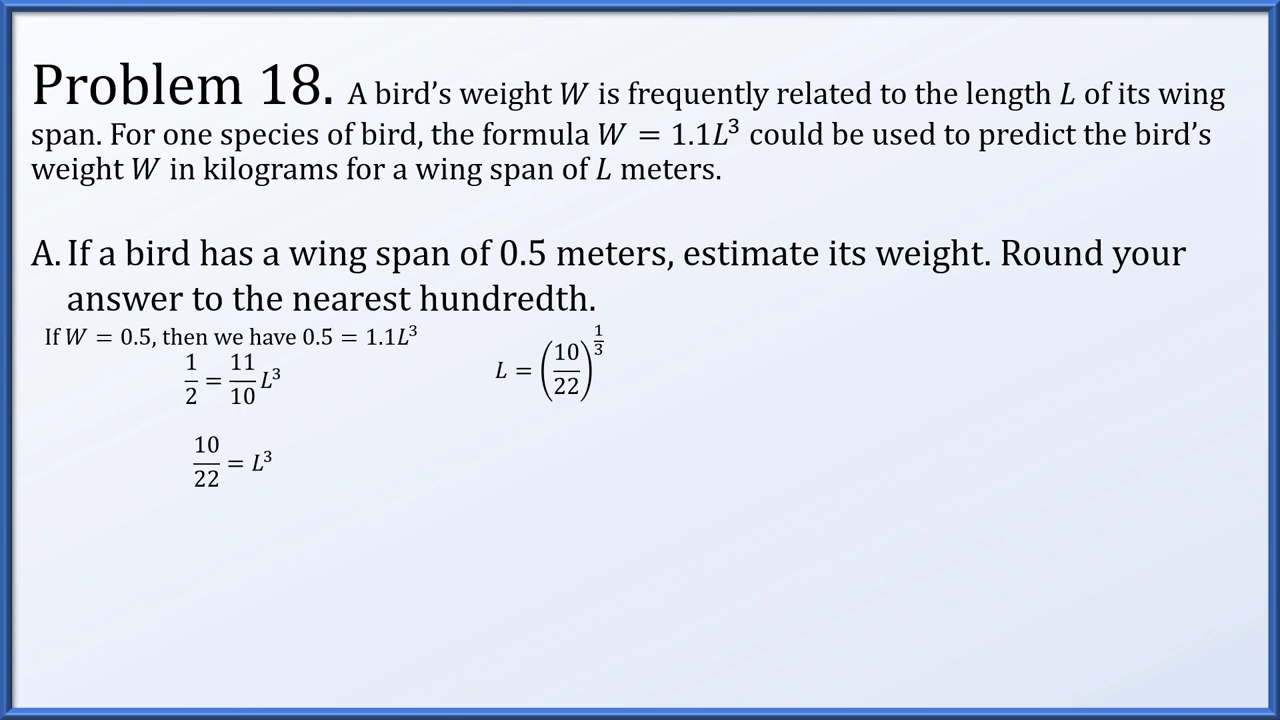 Problem 18. A bird's weight W is frequently related to the length L of its wing
span. For one species of bird, the formula W = 1.1L³ could be used to predict the bird's
weight W in kilograms for a wing span of L meters.
A. If a bird has a wing span of 0.5 meters, estimate its weight. Round your
answer to the nearest hundredth.
If W = 0.5, then we have 0.5 = 1.1L³
1/2 = 11/10 L³
10/22 = L³
L = (10/22)^(1/3)